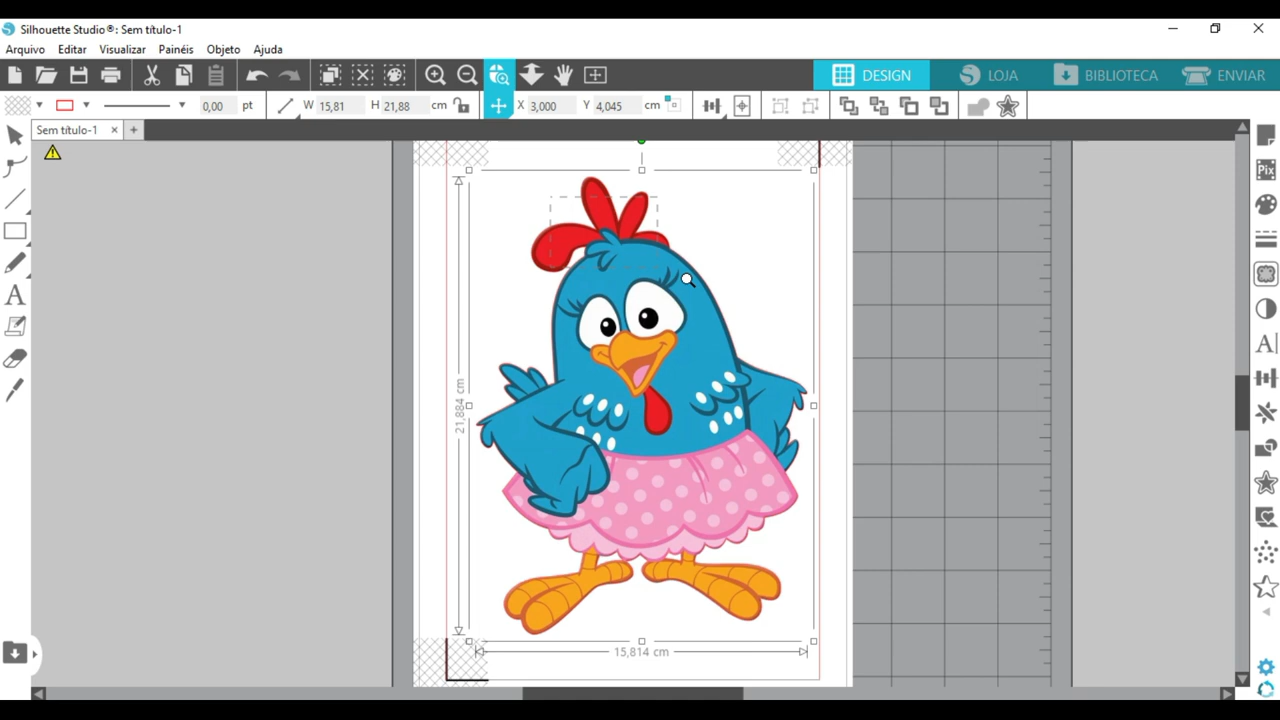 Silhouette Studio®: Sem título-1
Arquivo Editar Visualizar Painéis Objeto Ajuda
DESIGN LOJA BIBLIOTECA ENVIAR
0,00 pt W 15,81 H 21,88 cm X 3,000 Y 4,045 cm
Sem título-1 × +
21,884 cm
15,814 cm